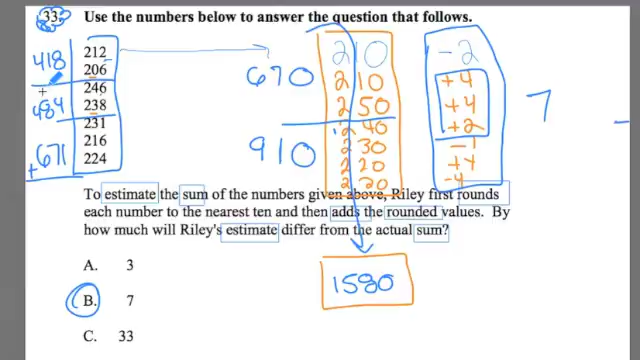 33. Use the numbers below to answer the question that follows.
418 212 210 -2
206 670 210 +4
+ 246 250 +4 7
484 238 240 +2
231 910 230 -1
+671 216 220 +4
224 220 -4
To estimate the sum of the numbers given above, Riley first rounds
each number to the nearest ten and then adds the rounded values. By
how much will Riley's estimate differ from the actual sum?
A. 3 1580
B. 7
C. 33